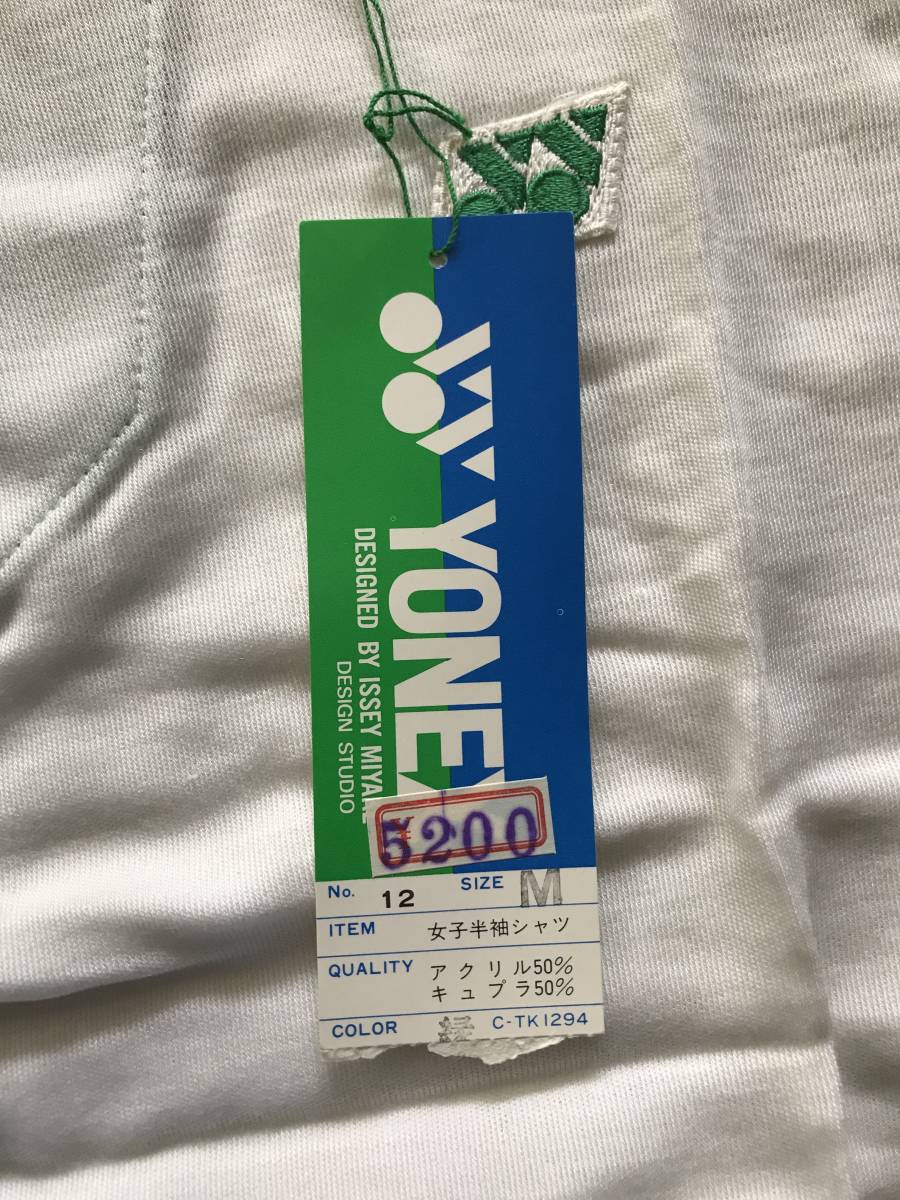 YONEX
DESIGNED BY ISSEY MIYAKE
DESIGN STUDIO
¥5200
No. 12 SIZE M
ITEM 女子半袖シャツ
QUALITY アクリル50%
キュプラ50%
COLOR 緑 C-TK1294